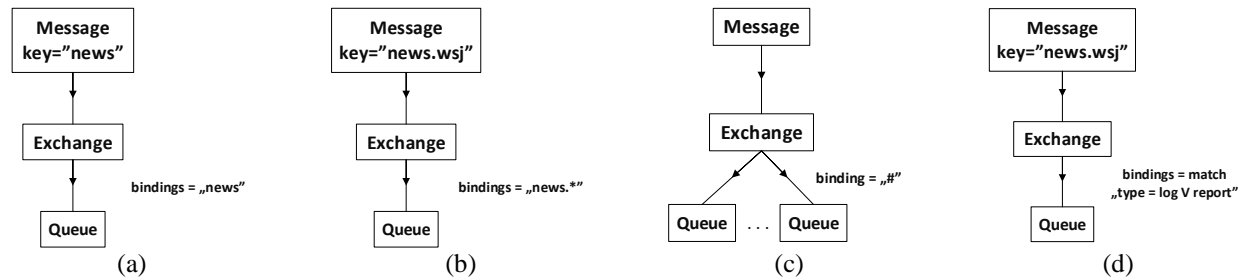 Message
key=”news”
Exchange
bindings = „news”
Queue
(a)
Message
key=”news.wsj”
Exchange
bindings = „news.*”
Queue
(b)
Message
Exchange
binding = „#”
Queue . . . Queue
(c)
Message
key=”news.wsj”
Exchange
bindings = match
„type = log V report”
Queue
(d)